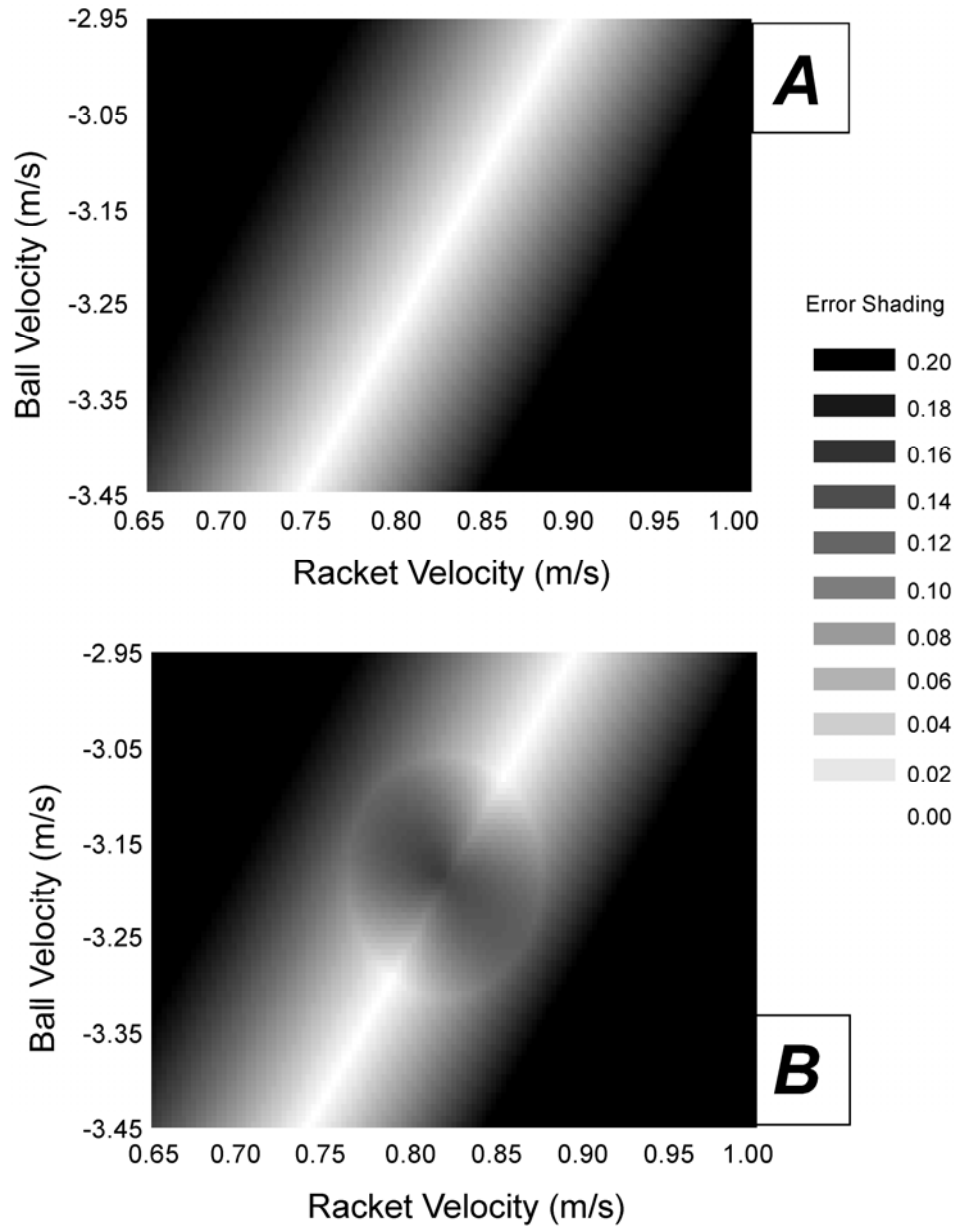 -2.95
-3.05
-3.15
-3.25
-3.35
-3.45
Ball Velocity (m/s)
0.65 0.70 0.75 0.80 0.85 0.90 0.95 1.00
Racket Velocity (m/s)
A
Error Shading
0.20
0.18
0.16
0.14
0.12
0.10
0.08
0.06
0.04
0.02
0.00
-2.95
-3.05
-3.15
-3.25
-3.35
-3.45
Ball Velocity (m/s)
0.65 0.70 0.75 0.80 0.85 0.90 0.95 1.00
Racket Velocity (m/s)
B